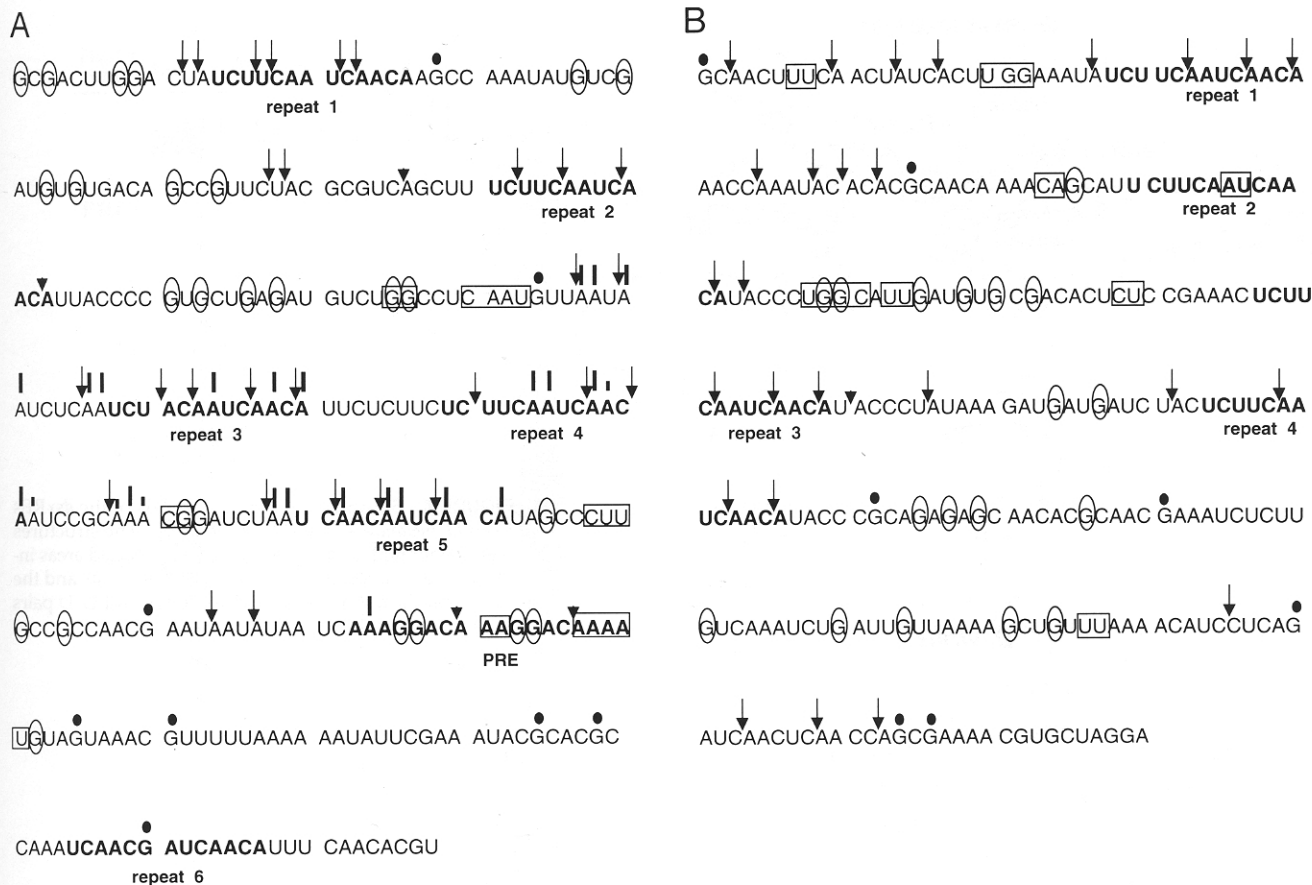 A
GCGACUUGGA CUAUCUUCAA UCAACAAGCC AAAUAUGUCG
repeat 1
AUGUGUGACA GCCGUUCUAC GCGUCAGCUU UCUUCAAUCA
repeat 2
ACAUUACCCC GUGCUGAGAU GUCUGGCCUC AAUGUUAAUA
AUCUCAAUCU ACAAUCAACA UUCUCUUCUC UUCAAUCAAC
repeat 3 repeat 4
AAUCCGCAAA CGGAUCUAAU CAACAAUCAA CAUAGCCCUU
repeat 5
GCCGCCAACG AAUAAUAUAA UCAAAGGACA AAGGACAAAA
PRE
UGUAGUAAAC GUUUUUAAAA AAUAUUCGAA AUACGCACGC
CAAAUCAACG AUCAACAUUU CAACACGU
repeat 6
B
GCAACUUUCA ACUAUCACUU GGAAAUAUCU UCAAUCAACA
repeat 1
AACCAAAUAC ACACGCAACA AAACAGCAUU CUUCAAUCAA
repeat 2
CAUACCCUGG CAUUGAUGUG CGACACUCUC CGAAACUCUU
CAAUCAACAU ACCCUAUAAA GAUGAUGAUC UACUCUUCAA
repeat 3 repeat 4
UCAACAUACC CGCAGAGAGC AACACGCAAC GAAAUCUCUU
GUCAAAUCUG AUUGUUAAAA GCUGUUUAAA ACAUCCUCAG
AUCAACUCAA CCAGCGAAAA CGUGCUAGGA